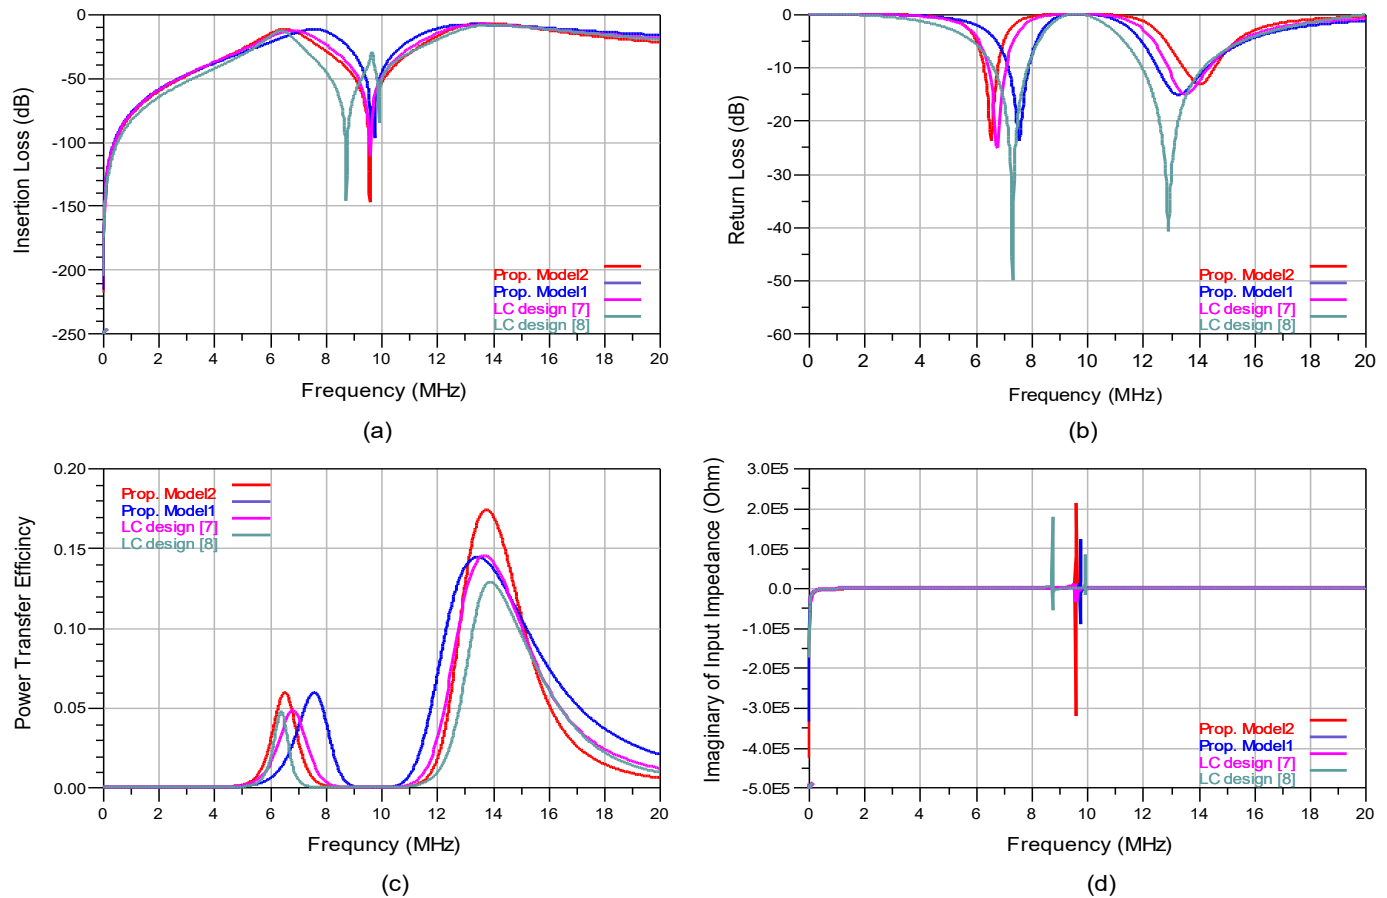 0
-50
-100
-150
-200
-250
Insertion Loss (dB)
Prop. Model2
Prop. Model1
LC design [7]
LC design [8]
0 2 4 6 8 10 12 14 16 18 20
Frequency (MHz)
(a)
0
-10
-20
-30
-40
-50
-60
Return Loss (dB)
Prop. Model2
Prop. Model1
LC design [7]
LC design [8]
0 2 4 6 8 10 12 14 16 18 20
Frequency (MHz)
(b)
0.20
0.15
0.10
0.05
0.00
Power Transfer Efficincy
Prop. Model2
Prop. Model1
LC design [7]
LC design [8]
0 2 4 6 8 10 12 14 16 18 20
Frequncy (MHz)
(c)
3.0E5
2.0E5
1.0E5
0.0
-1.0E5
-2.0E5
-3.0E5
-4.0E5
-5.0E5
Imaginary of Input Impedance (Ohm)
Prop. Model2
Prop. Model1
LC design [7]
LC design [8]
0 2 4 6 8 10 12 14 16 18 20
Frequency (MHz)
(d)